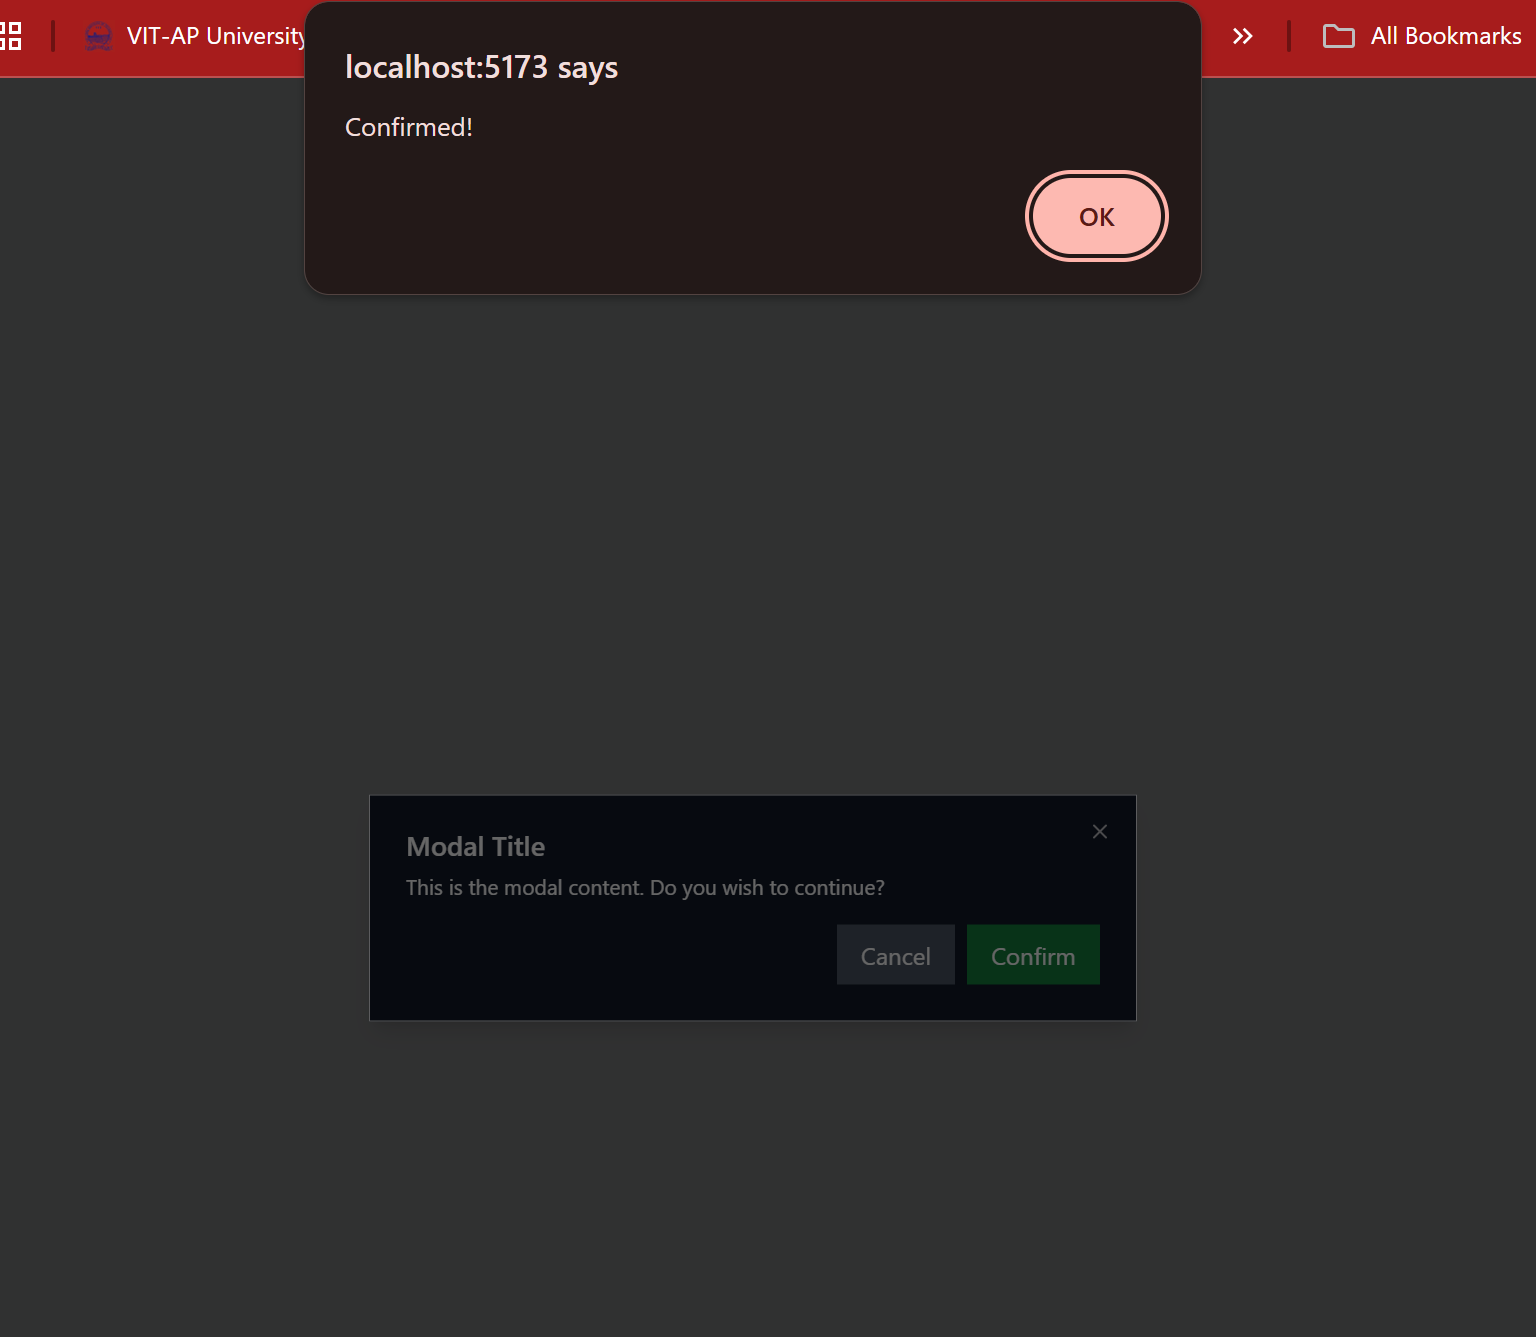 VIT-AP University
All Bookmarks
localhost:5173 says
Confirmed!
OK
Modal Title
This is the modal content. Do you wish to continue?
Cancel Confirm